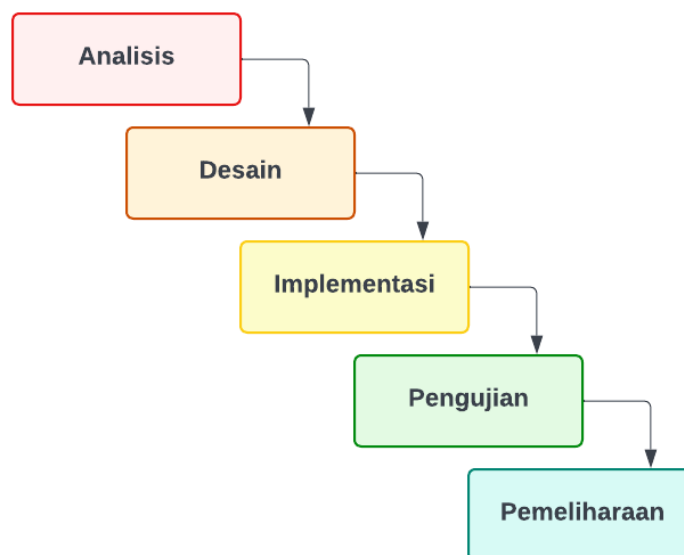 Analisis
Desain
Implementasi
Pengujian
Pemeliharaan